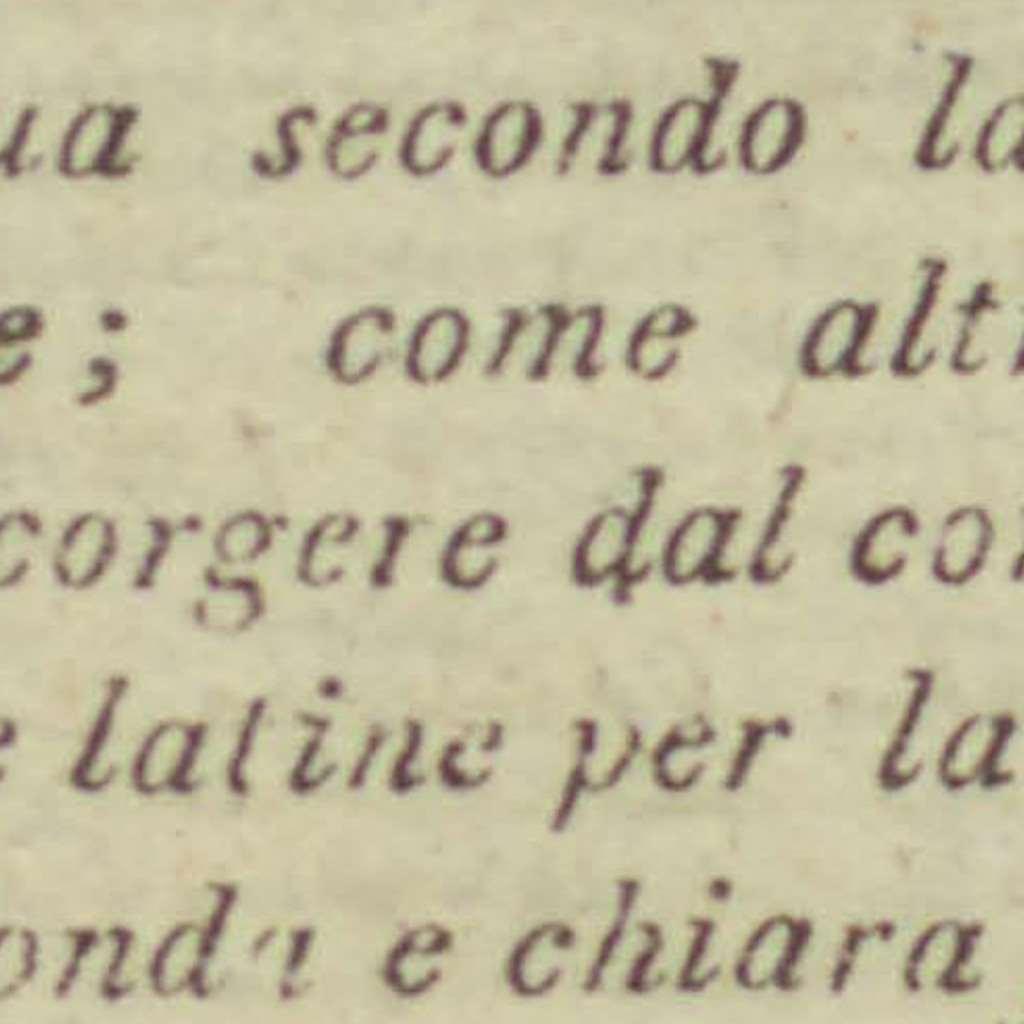 ua secondo la
e; come alt
corgere dal co
e latine per la
onda e chiara